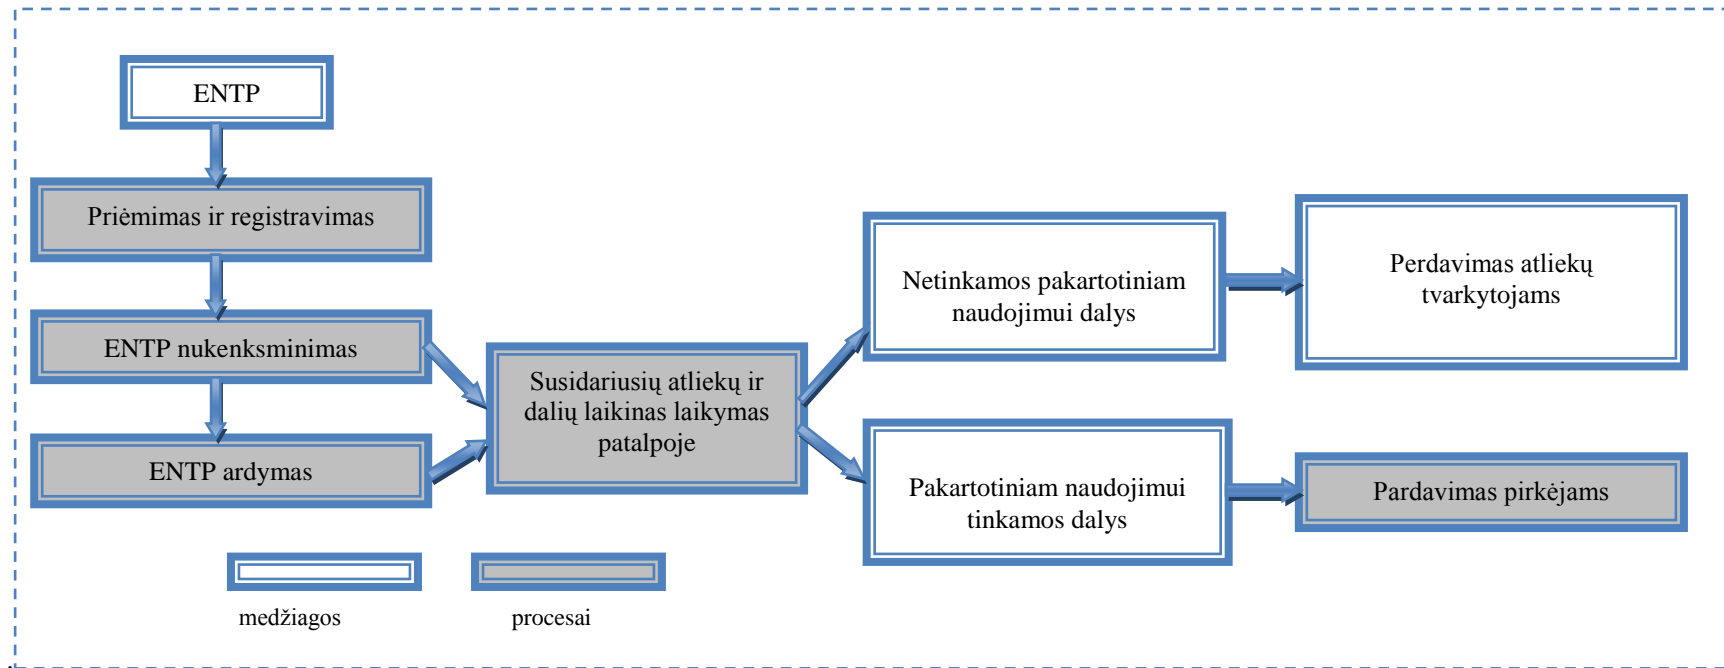 ENTP
Priėmimas ir registravimas
ENTP nukenksminimas
ENTP ardymas
Susidariusių atliekų ir
dalių laikinas laikymas
patalpoje
Netinkamos pakartotiniam
naudojimui dalys
Perdavimas atliekų
tvarkytojams
Pakartotiniam naudojimui
tinkamos dalys
Pardavimas pirkėjams
medžiagos
procesai